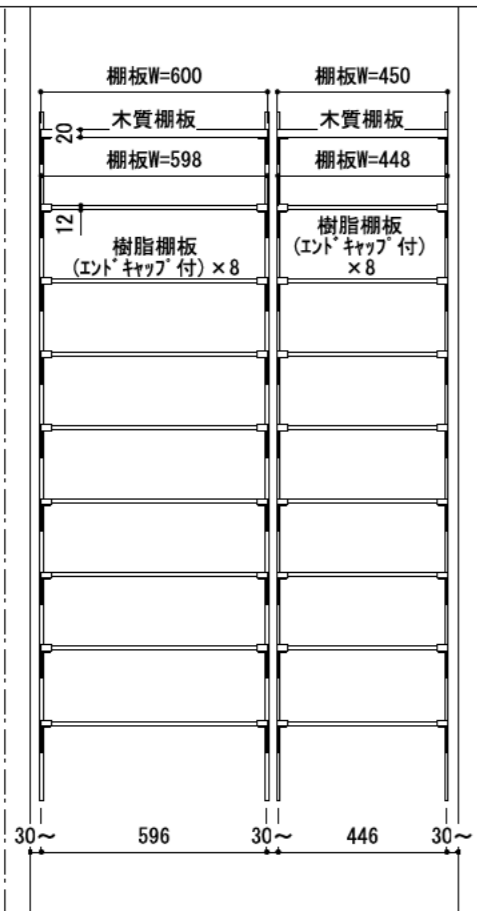 棚板W=600
棚板W=450
木質棚板
木質棚板
20
棚板W=598
棚板W=448
12
樹脂棚板
(ｴﾝﾄﾞｷｬｯﾌﾟ付)×8
樹脂棚板
(ｴﾝﾄﾞｷｬｯﾌﾟ付)
×8
30～
596
30～
446
30～